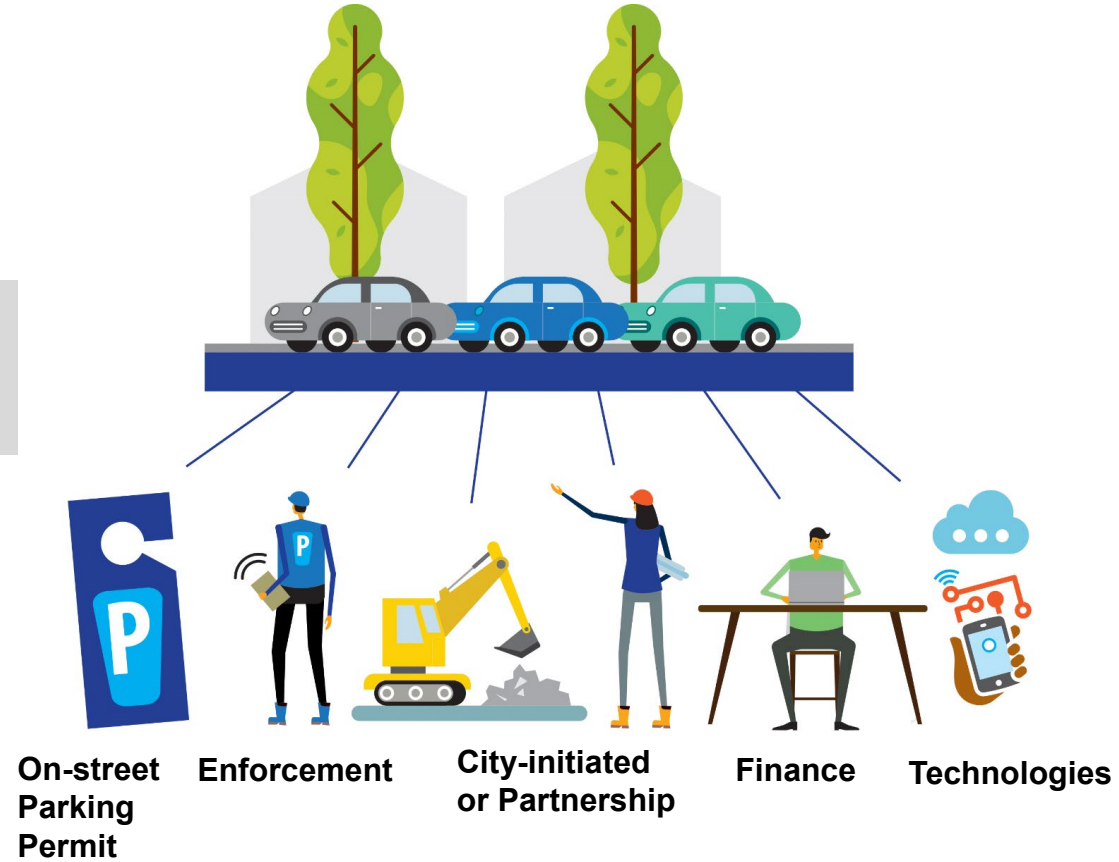 P
P
On-street
Parking
Permit
Enforcement
City-initiated
or Partnership
Finance
Technologies